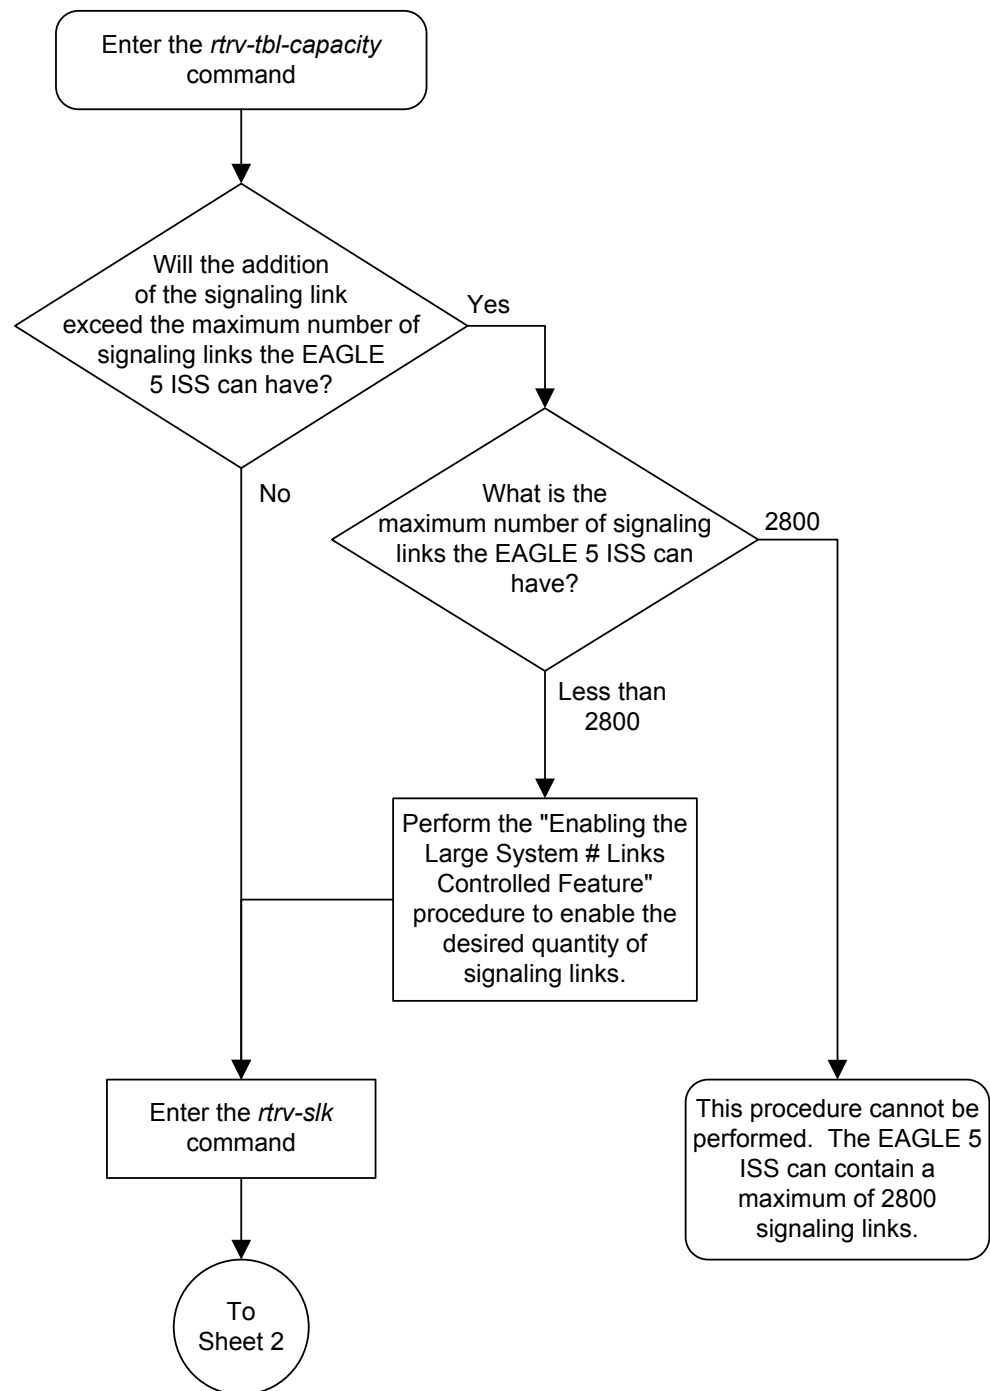 Enter the rtrv-tbl-capacity
command
Will the addition
of the signaling link
exceed the maximum number of
signaling links the EAGLE
5 ISS can have?
Yes
No
What is the
maximum number of signaling
links the EAGLE 5 ISS can
have?
2800
Less than
2800
Perform the "Enabling the
Large System # Links
Controlled Feature"
procedure to enable the
desired quantity of
signaling links.
Enter the rtrv-slk
command
This procedure cannot be
performed.  The EAGLE 5
ISS can contain a
maximum of 2800
signaling links.
To
Sheet 2